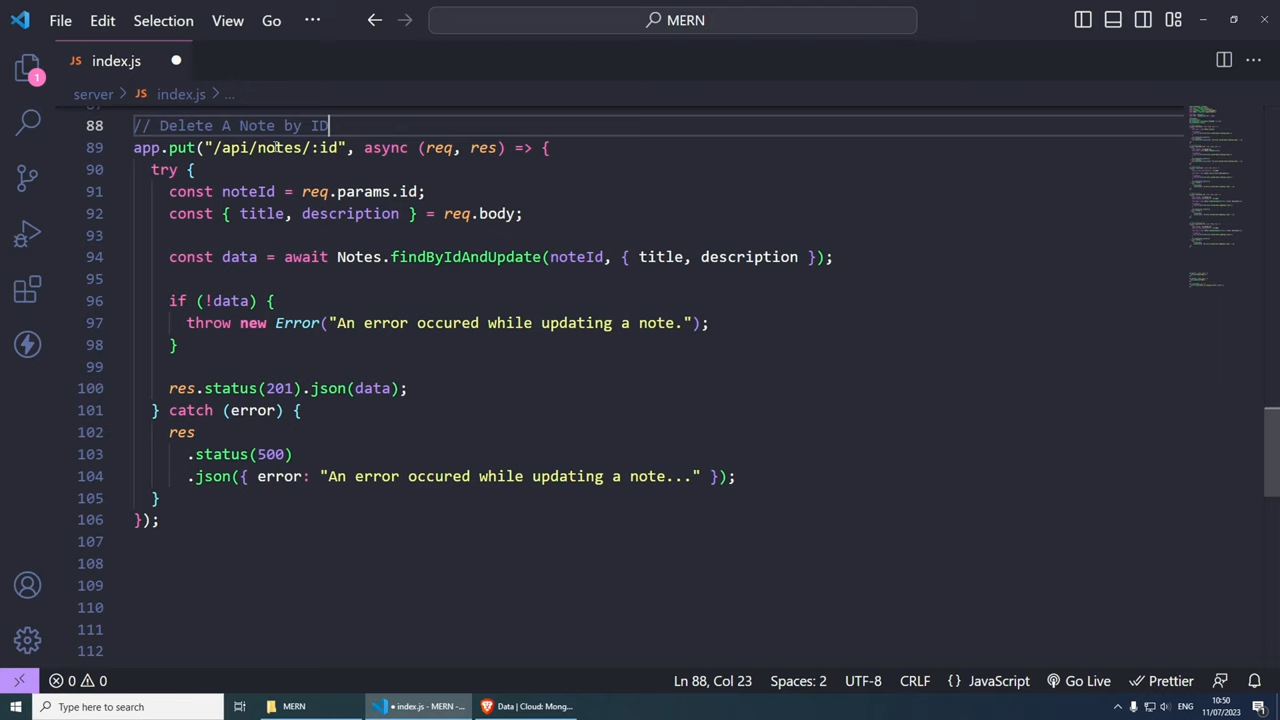 File Edit Selection View Go ··· MERN
JS index.js
1
server > JS index.js > ...
87
88 // Delete A Note by ID
89 app.put("/api/notes/:id", async (req, res) => {
90 try {
91 const noteId = req.params.id;
92 const { title, description } = req.body;
93
94 const data = await Notes.findByIdAndUpdate(noteId, { title, description });
95
96 if (!data) {
97 throw new Error("An error occured while updating a note.");
98 }
99
100 res.status(201).json(data);
101 } catch (error) {
102 res
103 .status(500)
104 .json({ error: "An error occured while updating a note..." });
105 }
106 });
107
108
109
110
111
112
0 0 Ln 88, Col 23 Spaces: 2 UTF-8 CRLF {} JavaScript Go Live Prettier
Type here to search MERN ● index.js - MERN -... Data | Cloud: Mong... ENG 10:50
11/07/2023 1